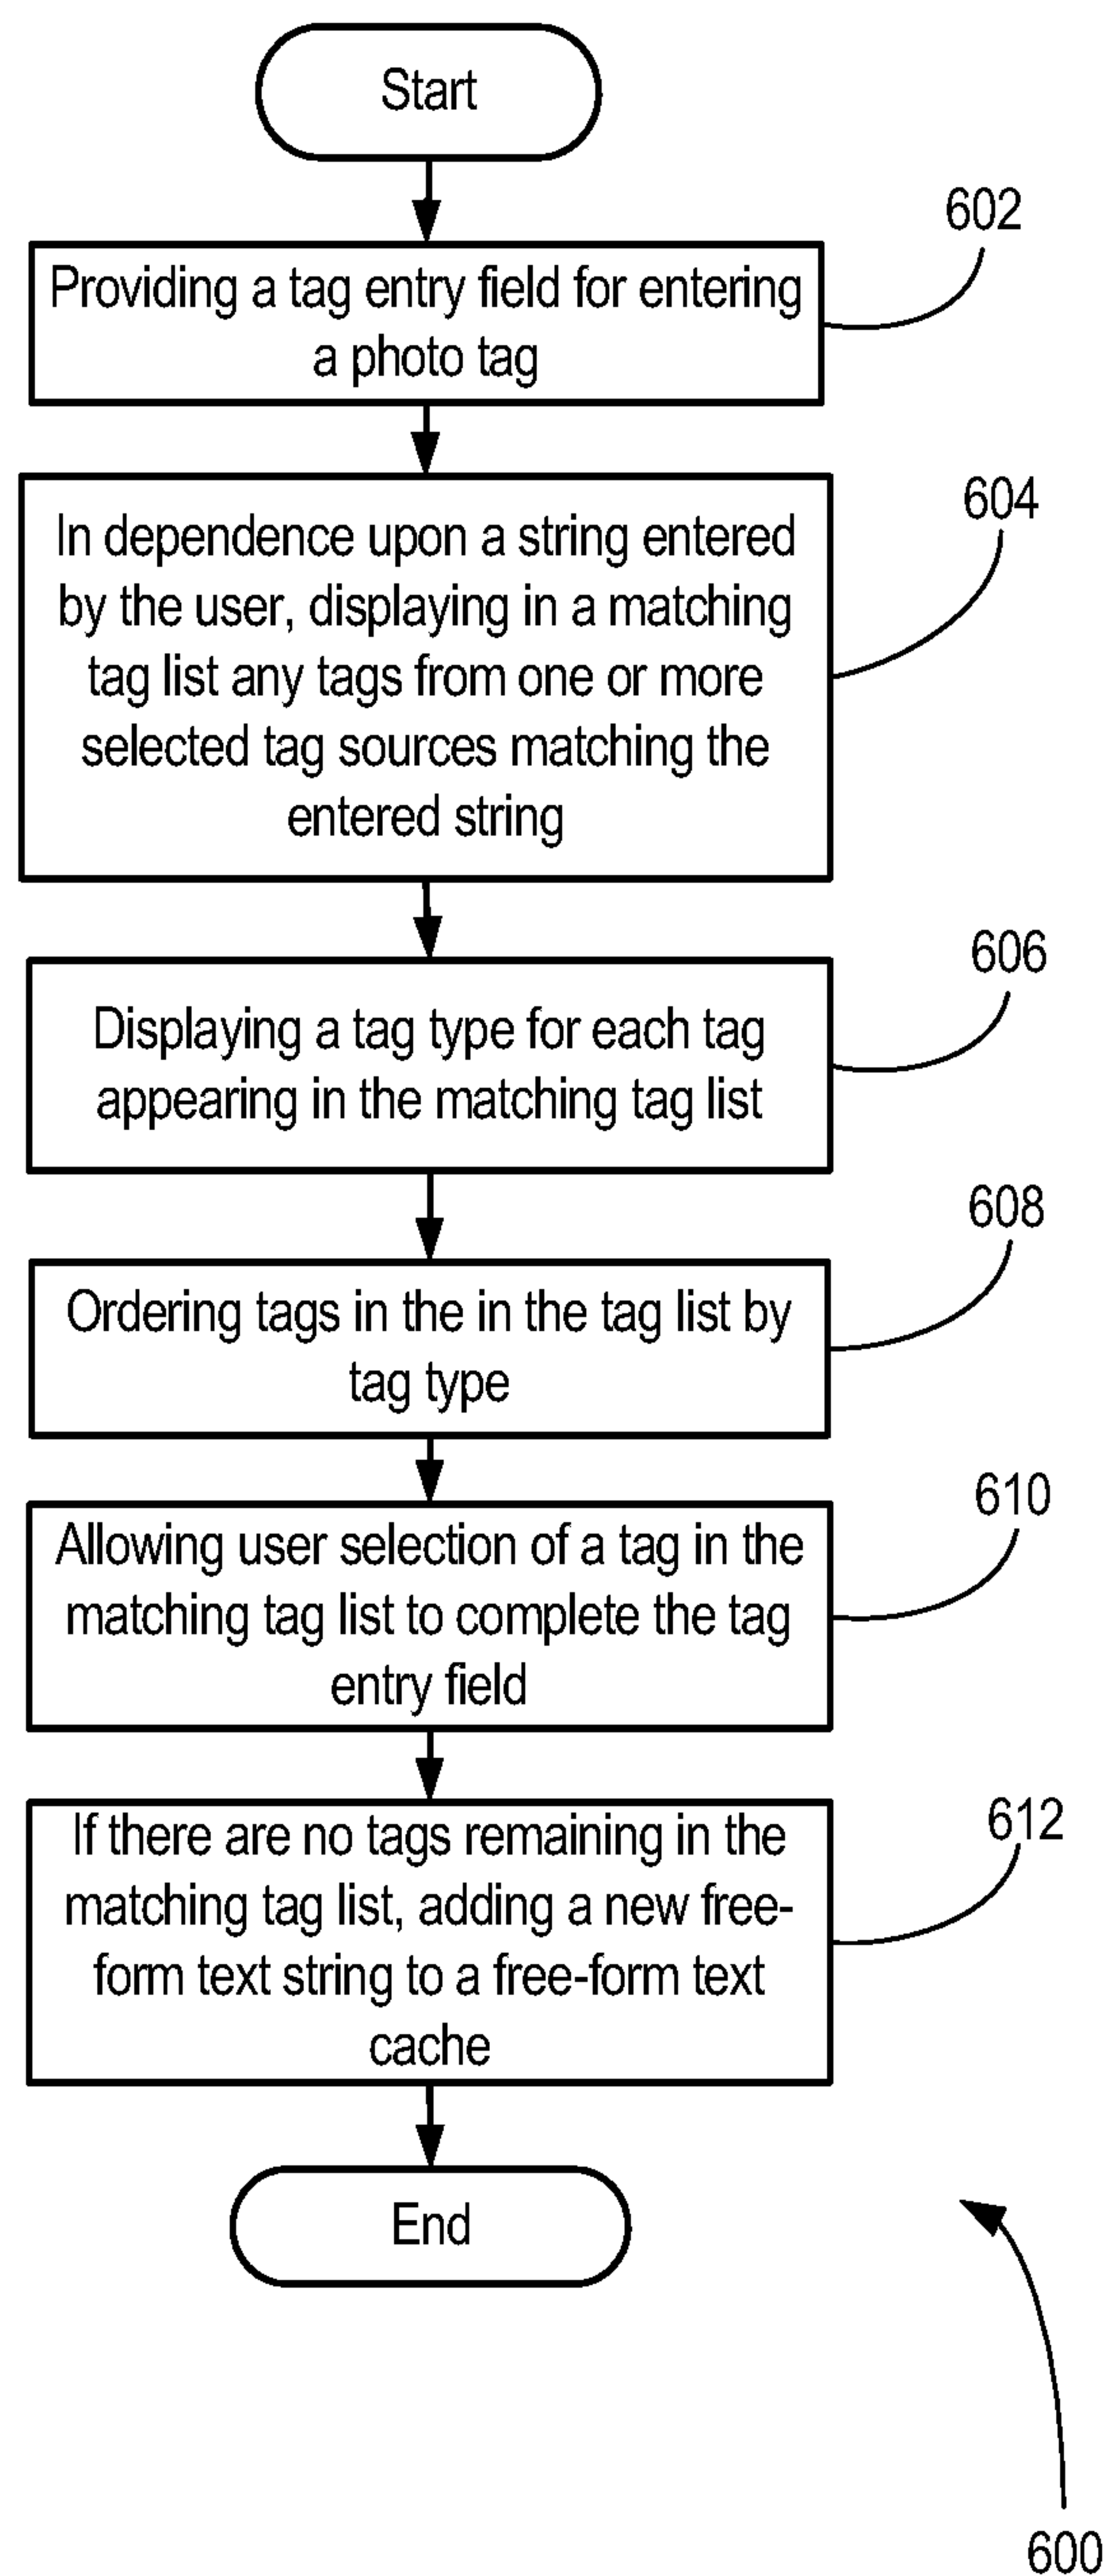 Start
602
Providing a tag entry field for entering
a photo tag
604
In dependence upon a string entered
by the user, displaying in a matching
tag list any tags from one or more
selected tag sources matching the
entered string
606
Displaying a tag type for each tag
appearing in the matching tag list
608
Ordering tags in the in the tag list by
tag type
610
Allowing user selection of a tag in the
matching tag list to complete the tag
entry field
612
If there are no tags remaining in the
matching tag list, adding a new free-
form text string to a free-form text
cache
End
600